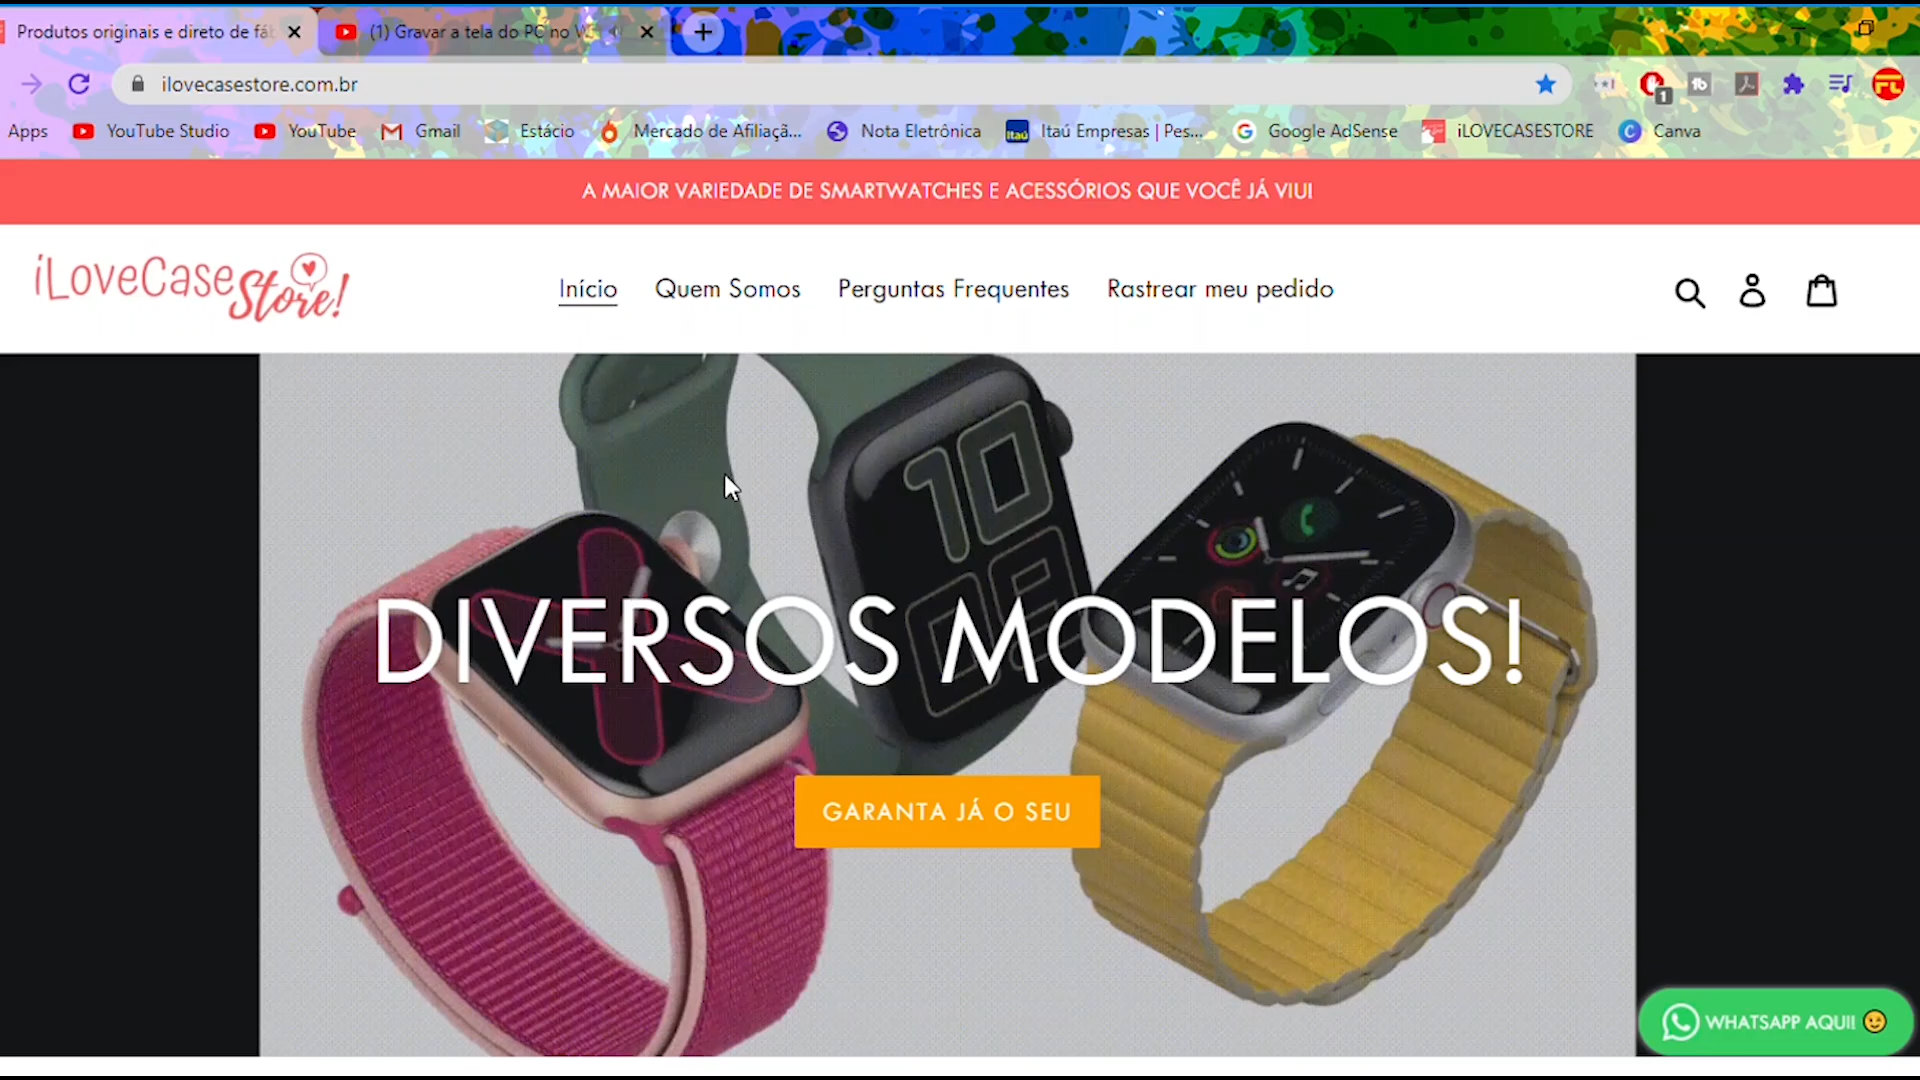 Produtos originais e direto de fáb
(1) Gravar a tela do PC no
ilovecasestore.com.br
1
Apps
YouTube Studio
YouTube
Gmail
Estácio
Mercado de Afiliaçã...
Nota Eletrônica
Itaú Empresas | Pes...
Google AdSense
iLOVECASESTORE
Canva
A MAIOR VARIEDADE DE SMARTWATCHES E ACESSÓRIOS QUE VOCÊ JÁ VIU!
iLoveCase Store!
Início
Quem Somos
Perguntas Frequentes
Rastrear meu pedido
10
08
DIVERSOS MODELOS!
GARANTA JÁ O SEU
WHATSAPP AQUI! 😉